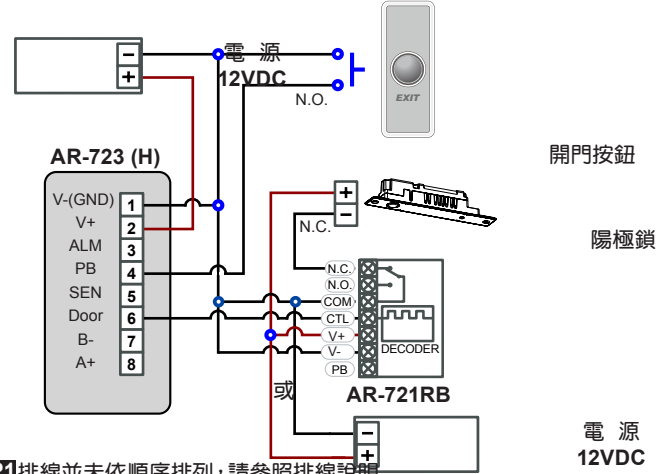 −
+
電 源
12VDC
N.O.
EXIT
開門按鈕
AR-723 (H)
V-(GND) 1
V+ 2
ALM 3
PB 4
SEN 5
Door 6
B- 7
A+ 8
+
−
N.C.
陽極鎖
N.C.
N.O.
COM
CTL
V+
V-
PB
DECODER
AR-721RB
或
−
+
電 源
12VDC
排線並未依順序排列，請參照排線說明